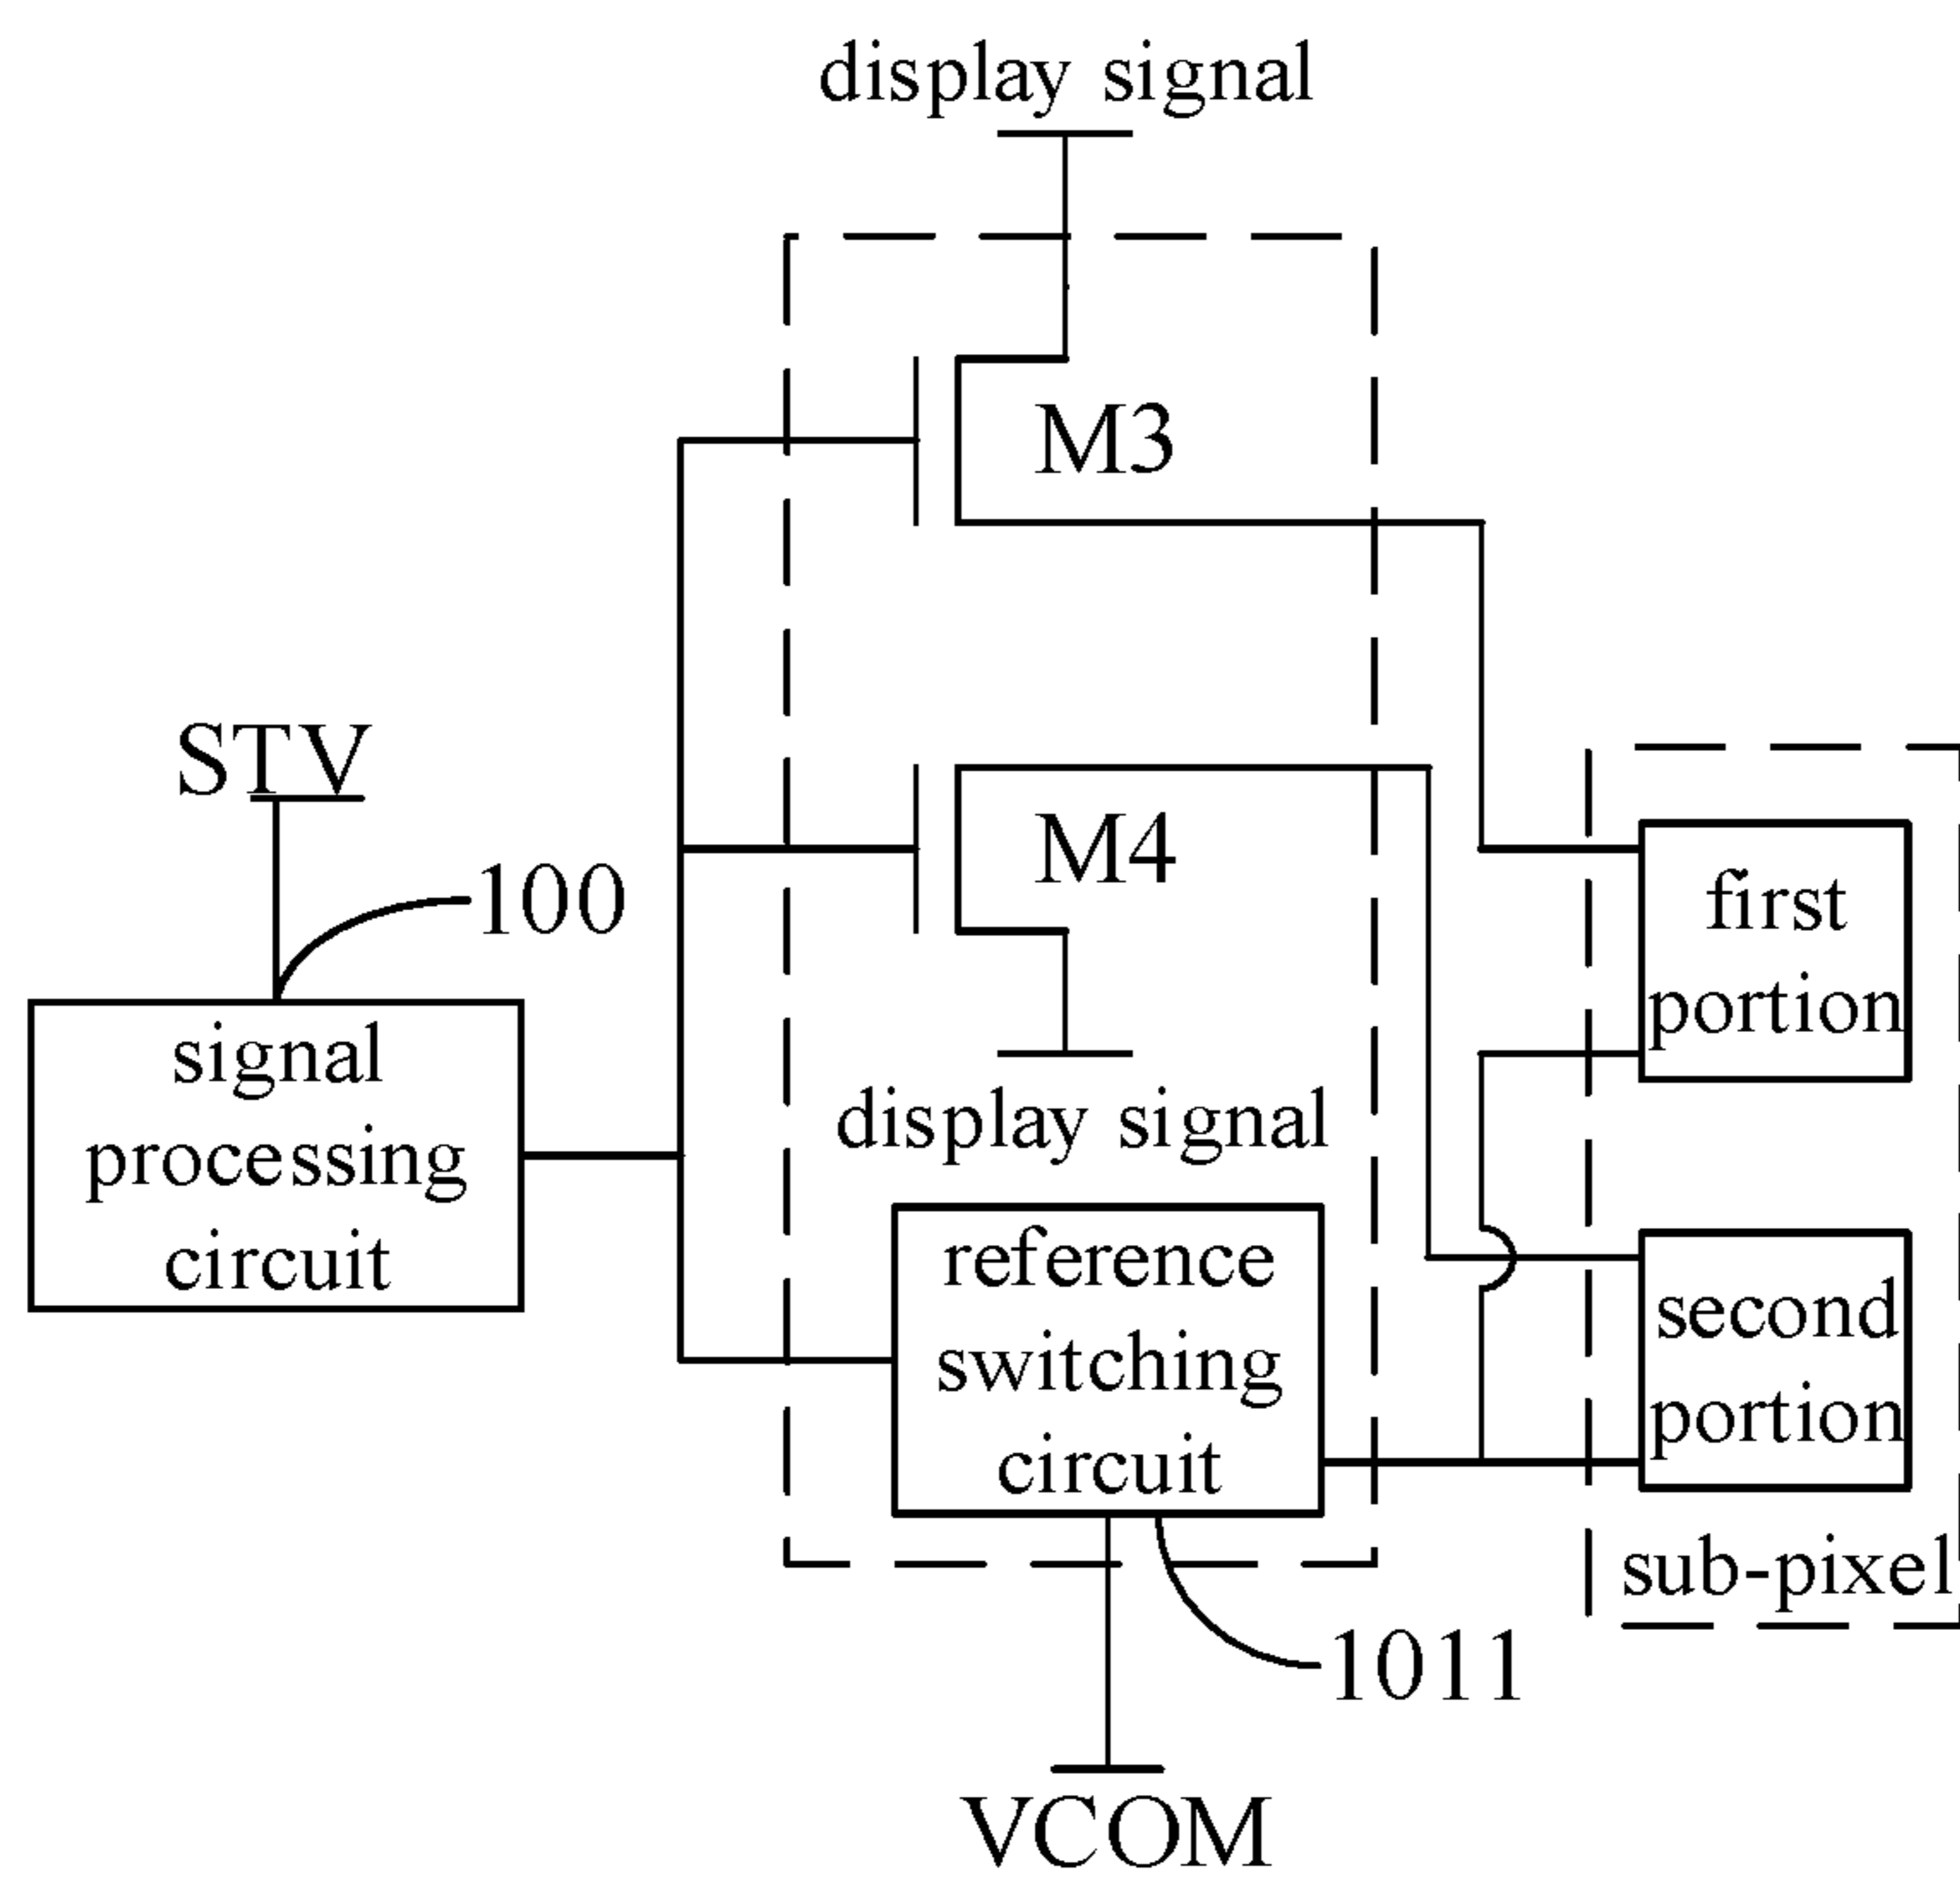 display signal
M3
STV
100
M4
first
portion
signal
processing
circuit
display signal
reference
switching
circuit
second
portion
sub-pixel
1011
VCOM